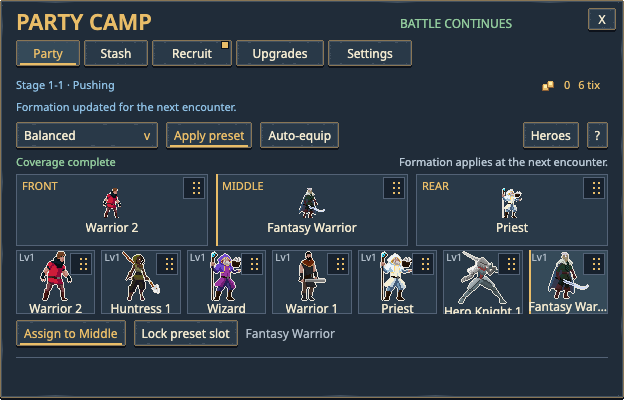 PARTY CAMP
BATTLE CONTINUES
X
Party
Stash
Recruit
Upgrades
Settings
Stage 1-1 · Pushing
0 6 tix
Formation updated for the next encounter.
Balanced v
Apply preset
Auto-equip
Heroes
?
Coverage complete
Formation applies at the next encounter.
FRONT
Warrior 2
MIDDLE
Fantasy Warrior
REAR
Priest
Lv1
Warrior 2
Lv1
Huntress 1
Lv1
Wizard
Lv1
Warrior 1
Lv1
Priest
Lv1
Hero Knight 1
Lv1
Fantasy War...
Assign to Middle
Lock preset slot
Fantasy Warrior